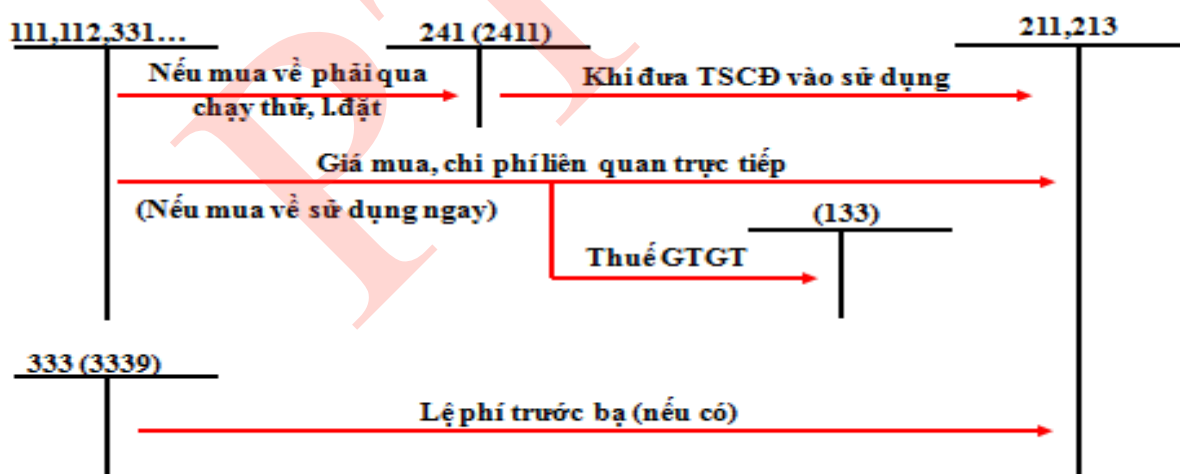 111,112,331...
241 (2411)
211,213
Nếu mua về phải qua
chạy thử, l.đặt
Khi đưa TSCĐ vào sử dụng
Giá mua, chi phí liên quan trực tiếp
(Nếu mua về sử dụng ngay)
(133)
Thuế GTGT
333 (3339)
Lệ phí trước bạ (nếu có)